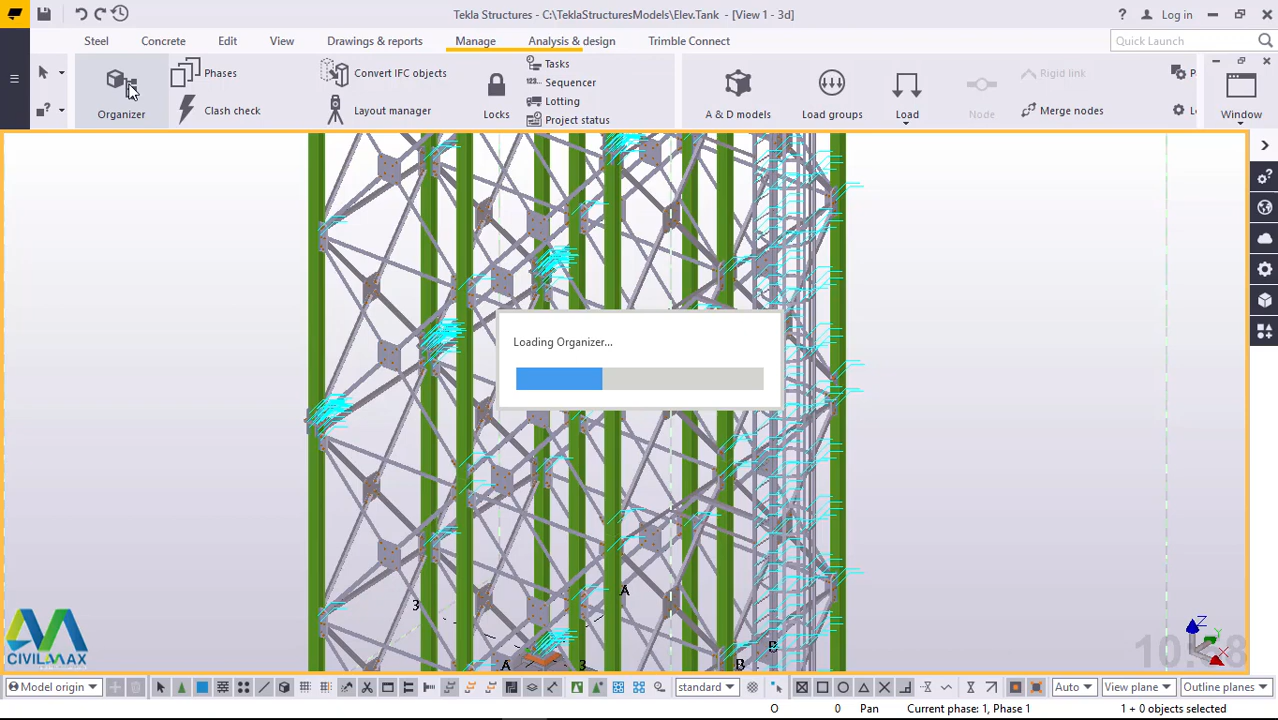 Tekla Structures - C:\TeklaStructuresModels\Elev.Tank - [View 1 - 3d]
? Log in
Steel Concrete Edit View Drawings & reports Manage Analysis & design Trimble Connect
Quick Launch
Organizer
Phases
Clash check
Convert IFC objects
Layout manager
Locks
Tasks
123... Sequencer
Lotting
Project status
A & D models
Load groups
Load
Node
Rigid link
Merge nodes
P
Window
Loading Organizer...
3 A
A 3 B B
Z
Y
X
CIVILMAX
Model origin
standard
Auto
View plane
Outline planes
O 0 Pan Current phase: 1, Phase 1 1 + 0 objects selected